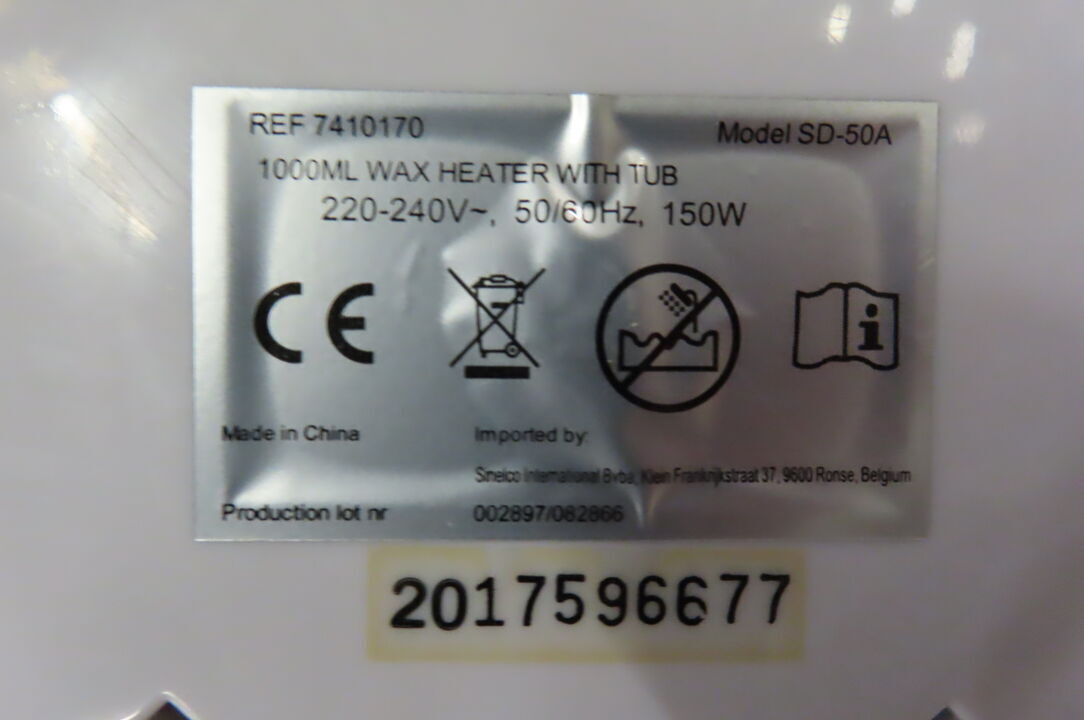 REF 7410170
Model SD-50A
1000ML WAX HEATER WITH TUB
220-240V~, 50/60Hz, 150W
CE
i
Made in China
Imported by:
Sinelco International Bvba, Klein Frankrijkstraat 37, 9600 Ronse, Belgium
Production lot nr
002897/082866
2017596677